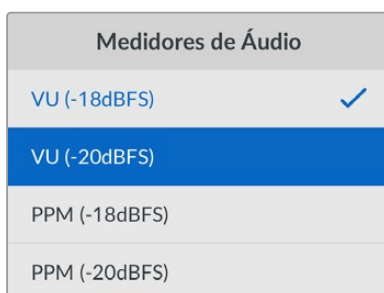 Medidores de Áudio
VU (-18dBFS)
VU (-20dBFS)
PPM (-18dBFS)
PPM (-20dBFS)